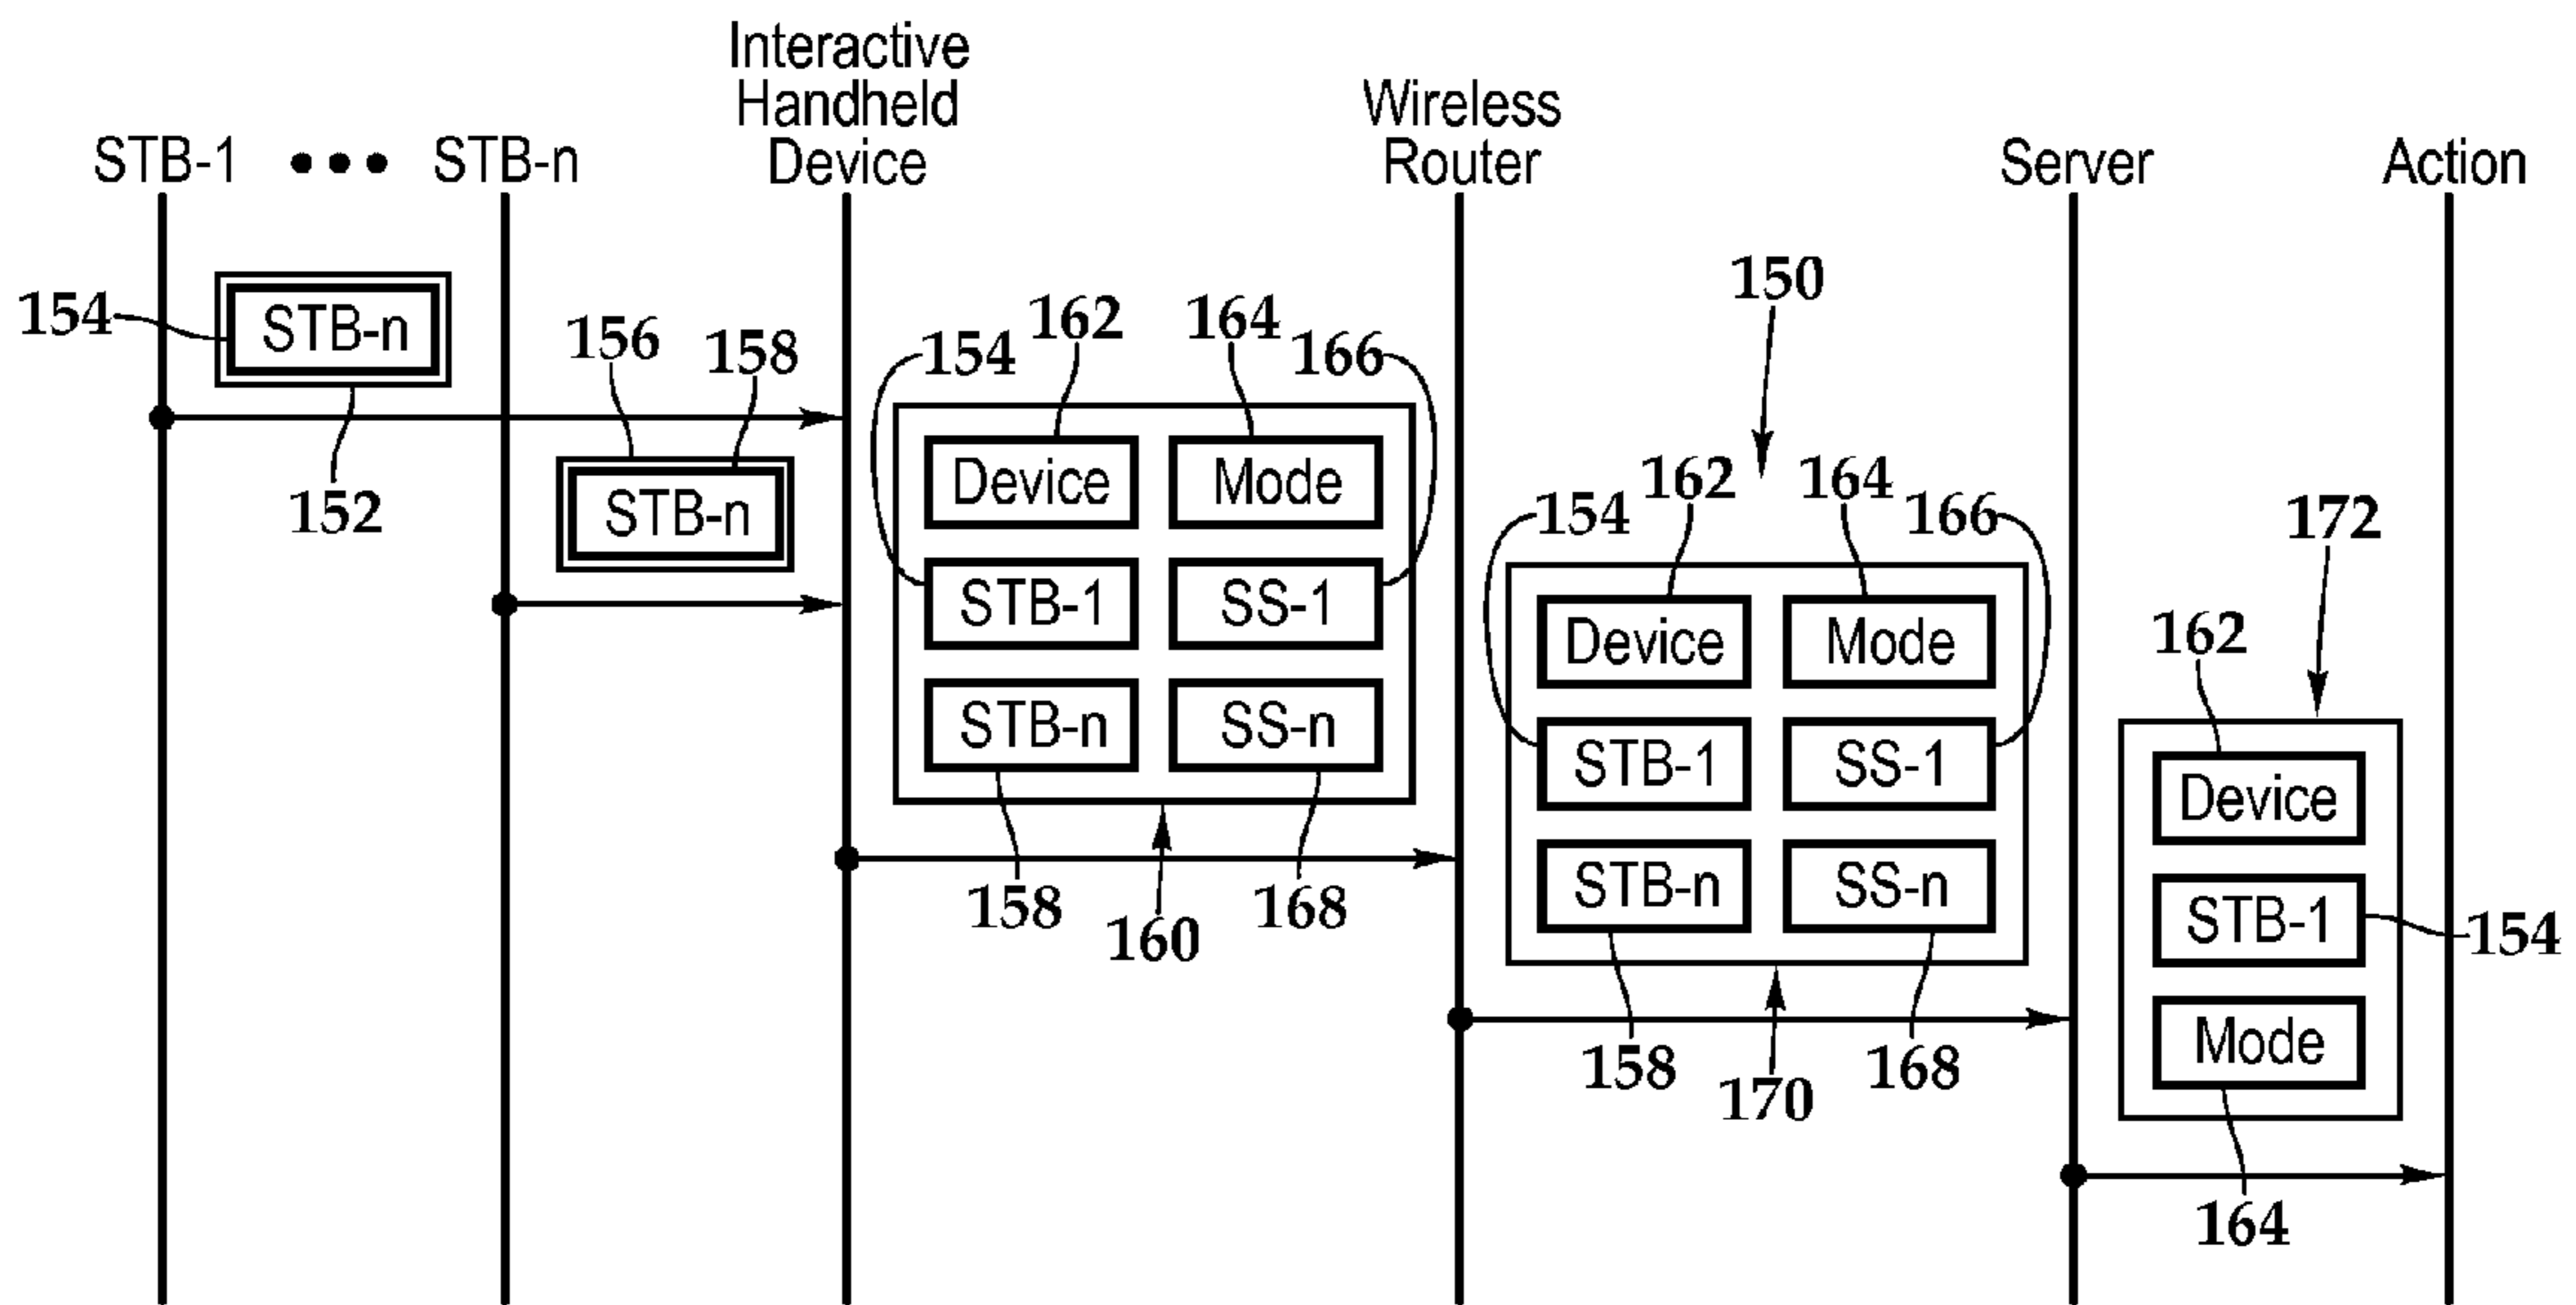 Interactive
Handheld
Device
Wireless
Router
STB-1 ••• STB-n
Server
Action
150
154
STB-n
152
156
158
STB-n
154
162
164
166
Device
Mode
STB-1
SS-1
STB-n
SS-n
158
160
168
154
162
164
166
Device
Mode
STB-1
SS-1
STB-n
SS-n
158
170
168
172
162
Device
STB-1
154
Mode
164